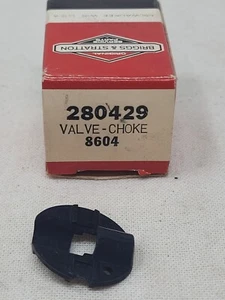 BRIGGS & STRATTON
280429
VALVE-CHOKE
8604